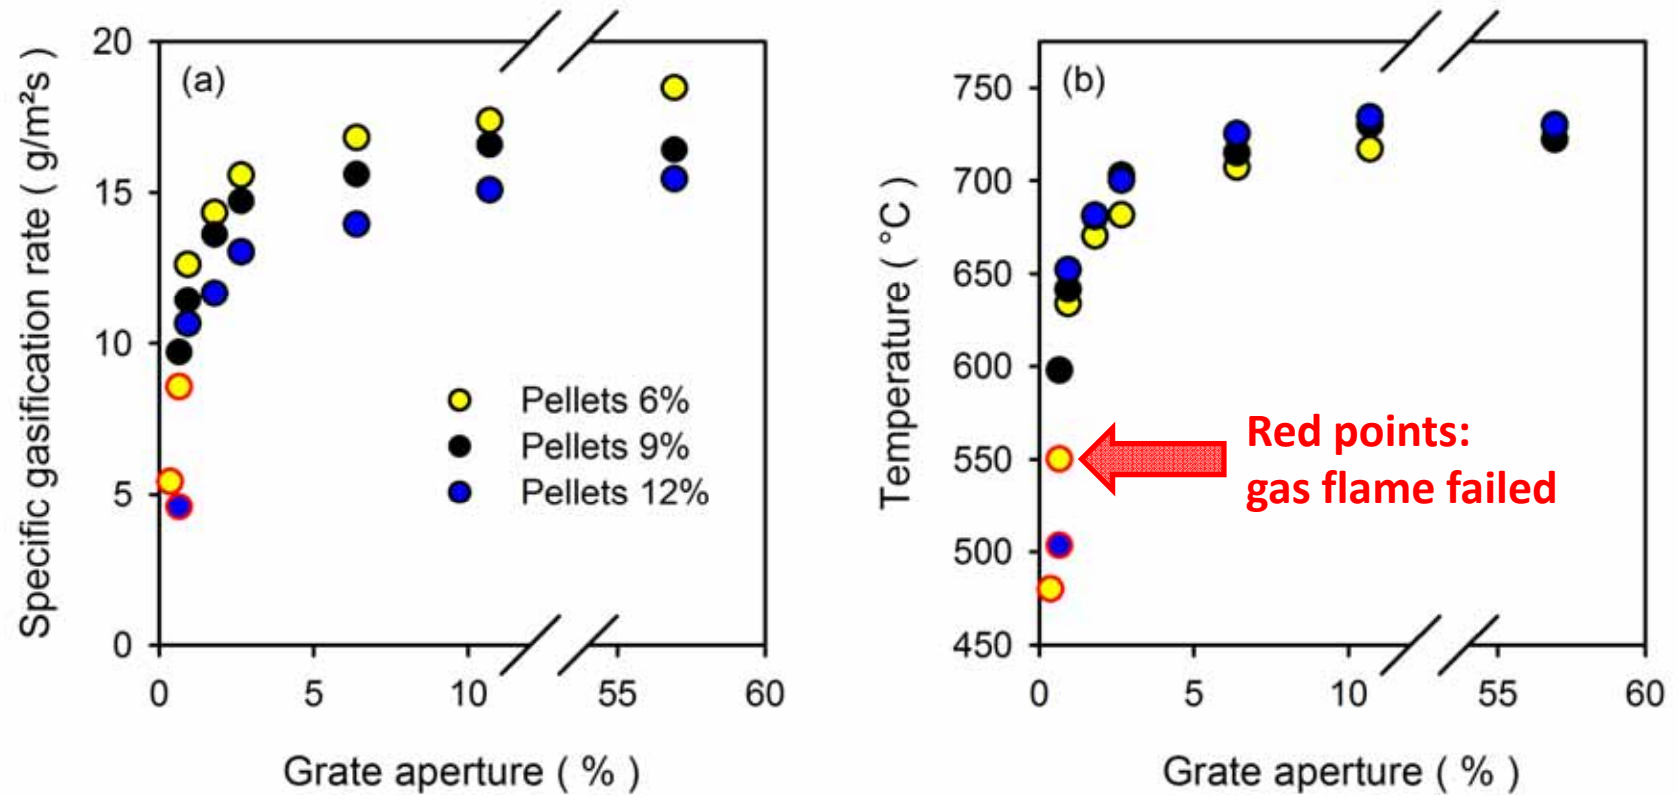 (a)
Specific gasification rate ( g/m²s )
20
15
10
5
0
0 5 10 55 60
Grate aperture ( % )
Pellets 6%
Pellets 9%
Pellets 12%
(b)
Temperature ( °C )
750
700
650
600
550
500
450
0 5 10 55 60
Grate aperture ( % )
Red points:
gas flame failed